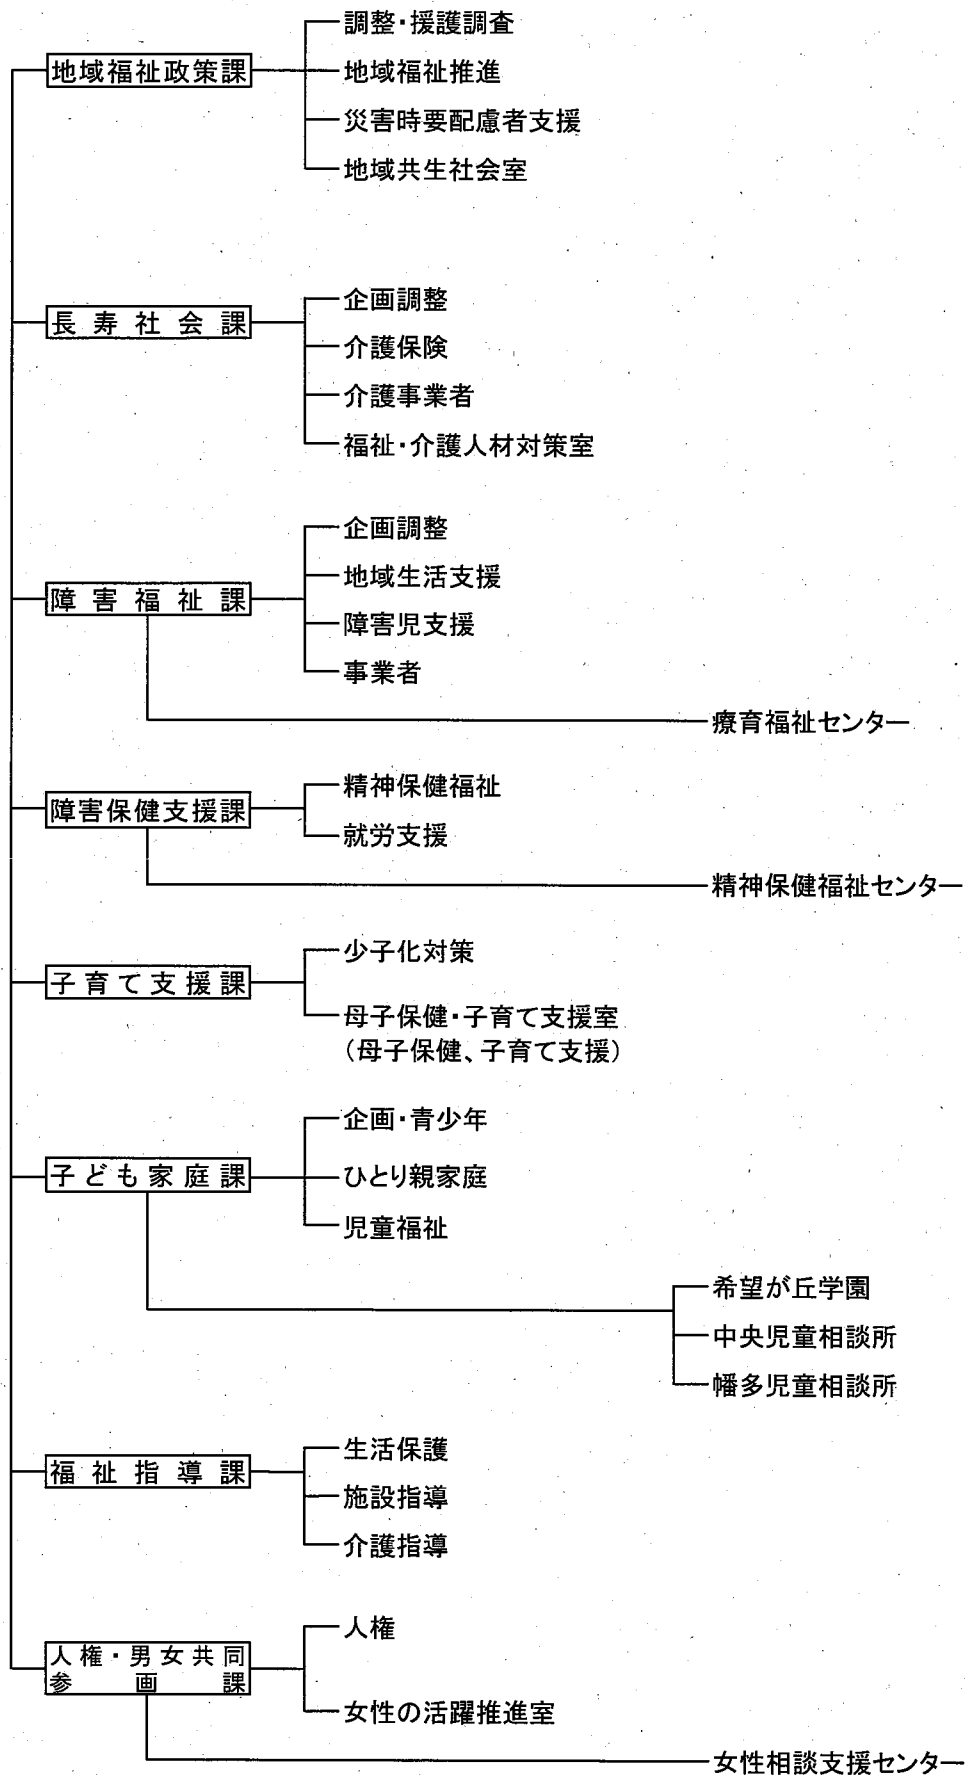 地域福祉政策課
調整・援護調査
地域福祉推進
災害時要配慮者支援
地域共生社会室
長寿社会課
企画調整
介護保険
介護事業者
福祉・介護人材対策室
障害福祉課
企画調整
地域生活支援
障害児支援
事業者
療育福祉センター
障害保健支援課
精神保健福祉
就労支援
精神保健福祉センター
子育て支援課
少子化対策
母子保健・子育て支援室
(母子保健、子育て支援)
子ども家庭課
企画・青少年
ひとり親家庭
児童福祉
希望が丘学園
中央児童相談所
幡多児童相談所
福祉指導課
生活保護
施設指導
介護指導
人権・男女共同
参画課
人権
女性の活躍推進室
女性相談支援センター